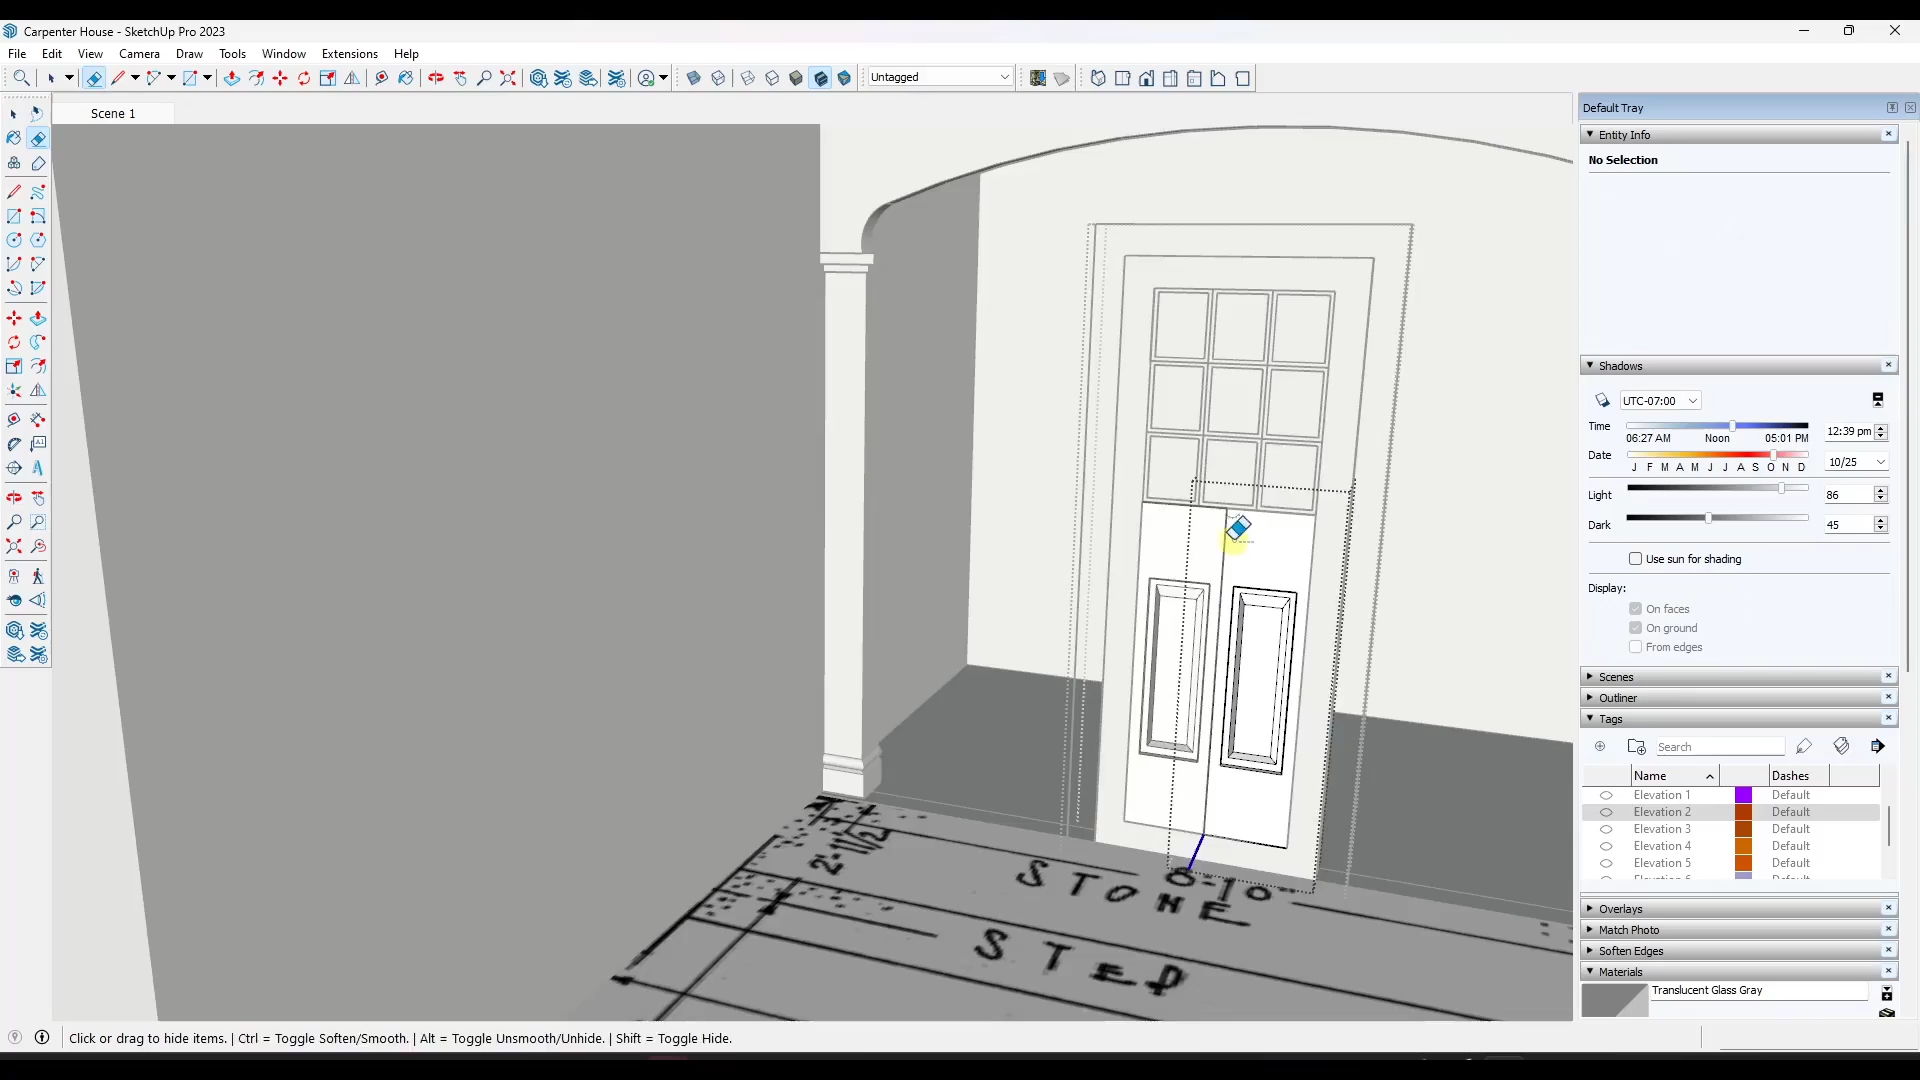 Carpenter House - SketchUp Pro 2023
File Edit View Camera Draw Tools Window Extensions Help
Untagged
Scene 1
Default Tray
Entity Info
No Selection
Shadows
UTC-07:00
Time
06:27 AM Noon 05:01 PM
12:39 pm
Date
J F M A M J J A S O N D
10/25
Light
86
Dark
45
Use sun for shading
Display:
On faces
On ground
From edges
Scenes
Outliner
Tags
Search
Name Dashes
Elevation 1 Default
Elevation 2 Default
Elevation 3 Default
Elevation 4 Default
Elevation 5 Default
Overlays
Match Photo
Soften Edges
Materials
Translucent Glass Gray
STONE
STEP
Click or drag to hide items. | Ctrl = Toggle Soften/Smooth. | Alt = Toggle Unsmooth/Unhide. | Shift = Toggle Hide.